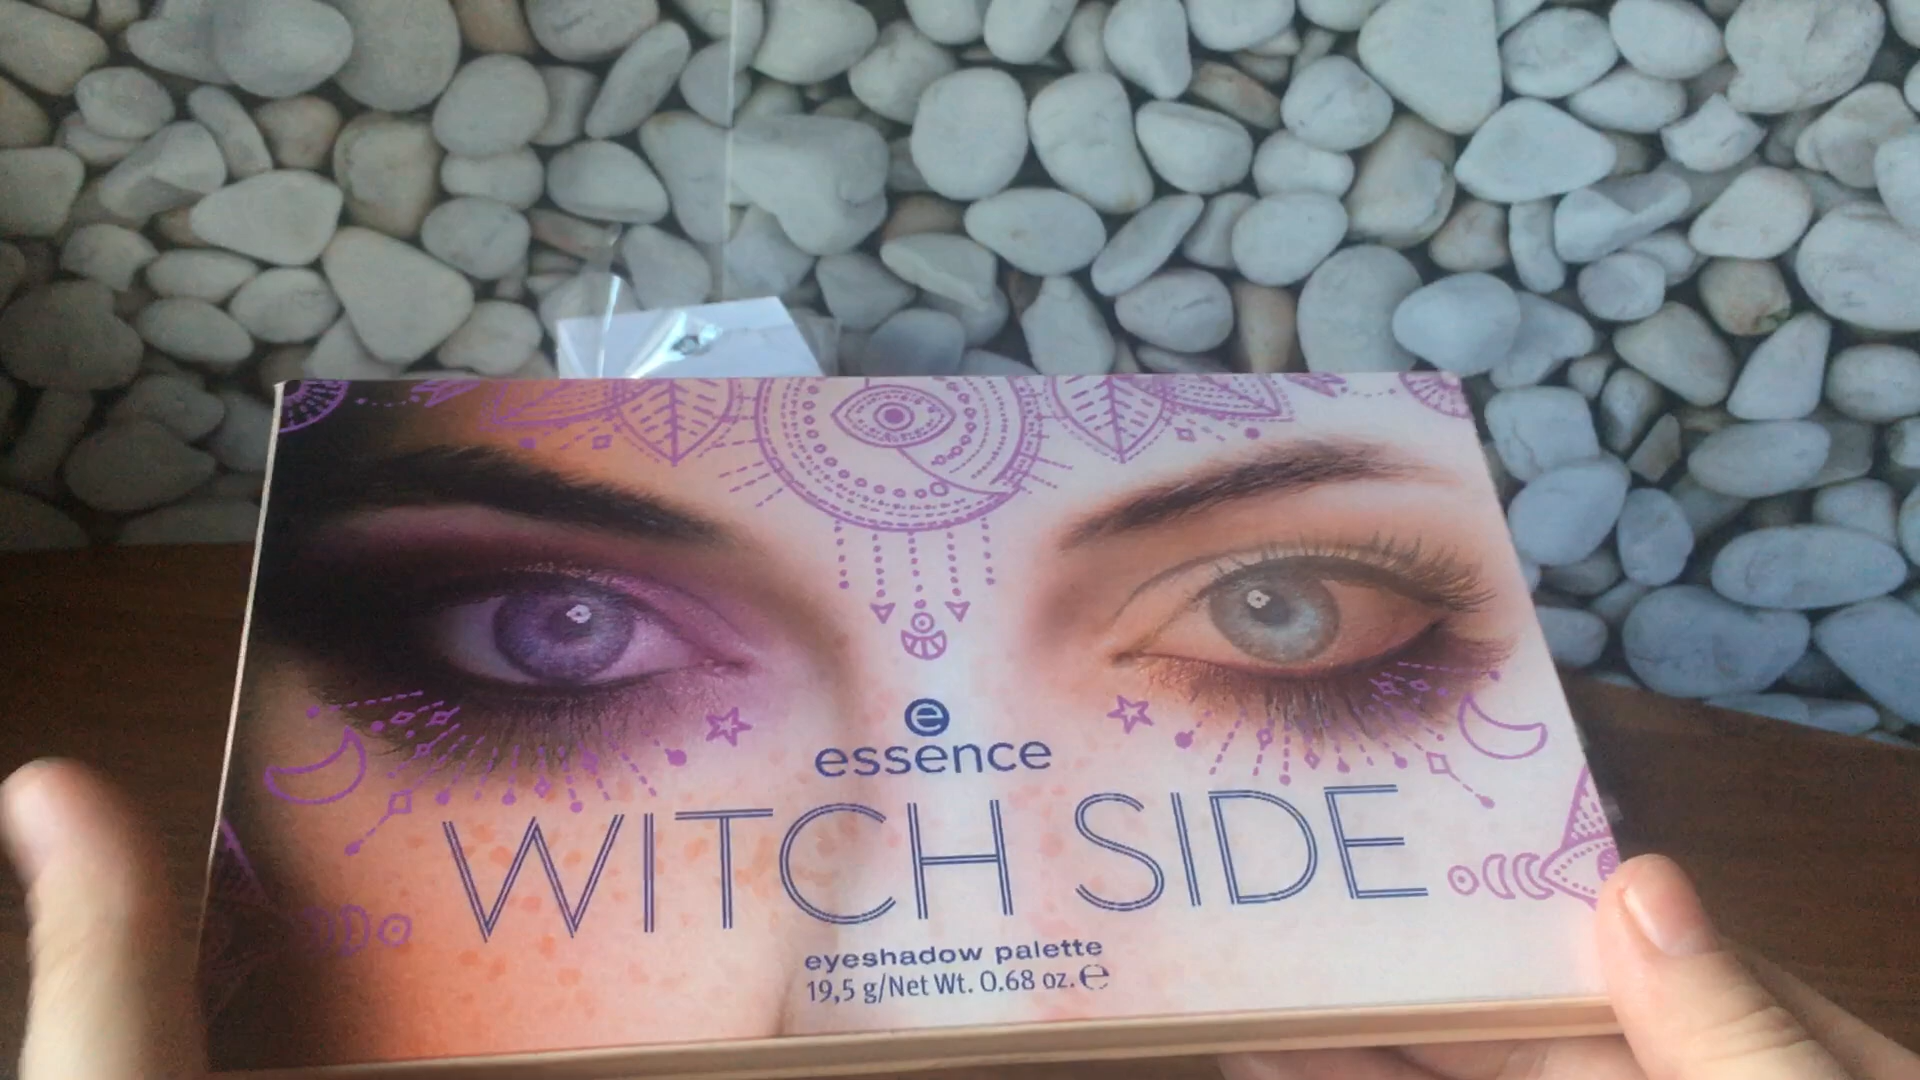 e
essence
WITCH SIDE
eyeshadow palette
19,5 g/Net Wt. 0.68 oz. ℮